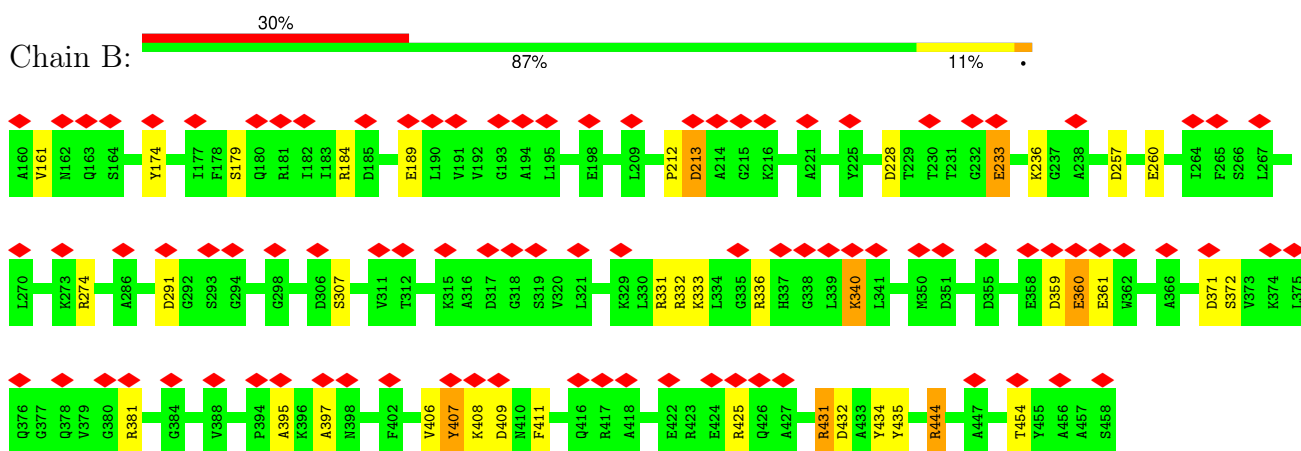 30%
Chain B:
87% 11% •
A160 V161 N162 Q163 S164 Y174 I177 F178 S179 Q180 R181 I182 I183 R184 D185 E189 L190 V191 V192 G193 A194 L195 E198 L209 P212 D213 A214 G215 K216 A221 Y225 D228 T229 T230 T231 G232 E233 K236 G237 A238 D257 E260 I264 F265 S266 L267
L270 K273 R274 A286 D291 G292 S293 G294 G298 D306 S307 V311 T312 K315 A316 D317 G318 S319 V320 L321 K329 L330 R331 R332 K333 L334 G335 R336 H337 G338 L339 K340 L341 M350 D351 D355 E358 D359 E360 E361 W362 A366 D371 S372 V373 K374 L375
Q376 G377 Q378 V379 G380 R381 G384 V388 P394 A395 K396 A397 N398 F402 V406 Y407 K408 D409 N410 F411 Q416 R417 A418 E422 R423 E424 R425 Q426 A427 R431 D432 A433 Y434 Y435 R444 A447 T454 Y455 A456 A457 S458